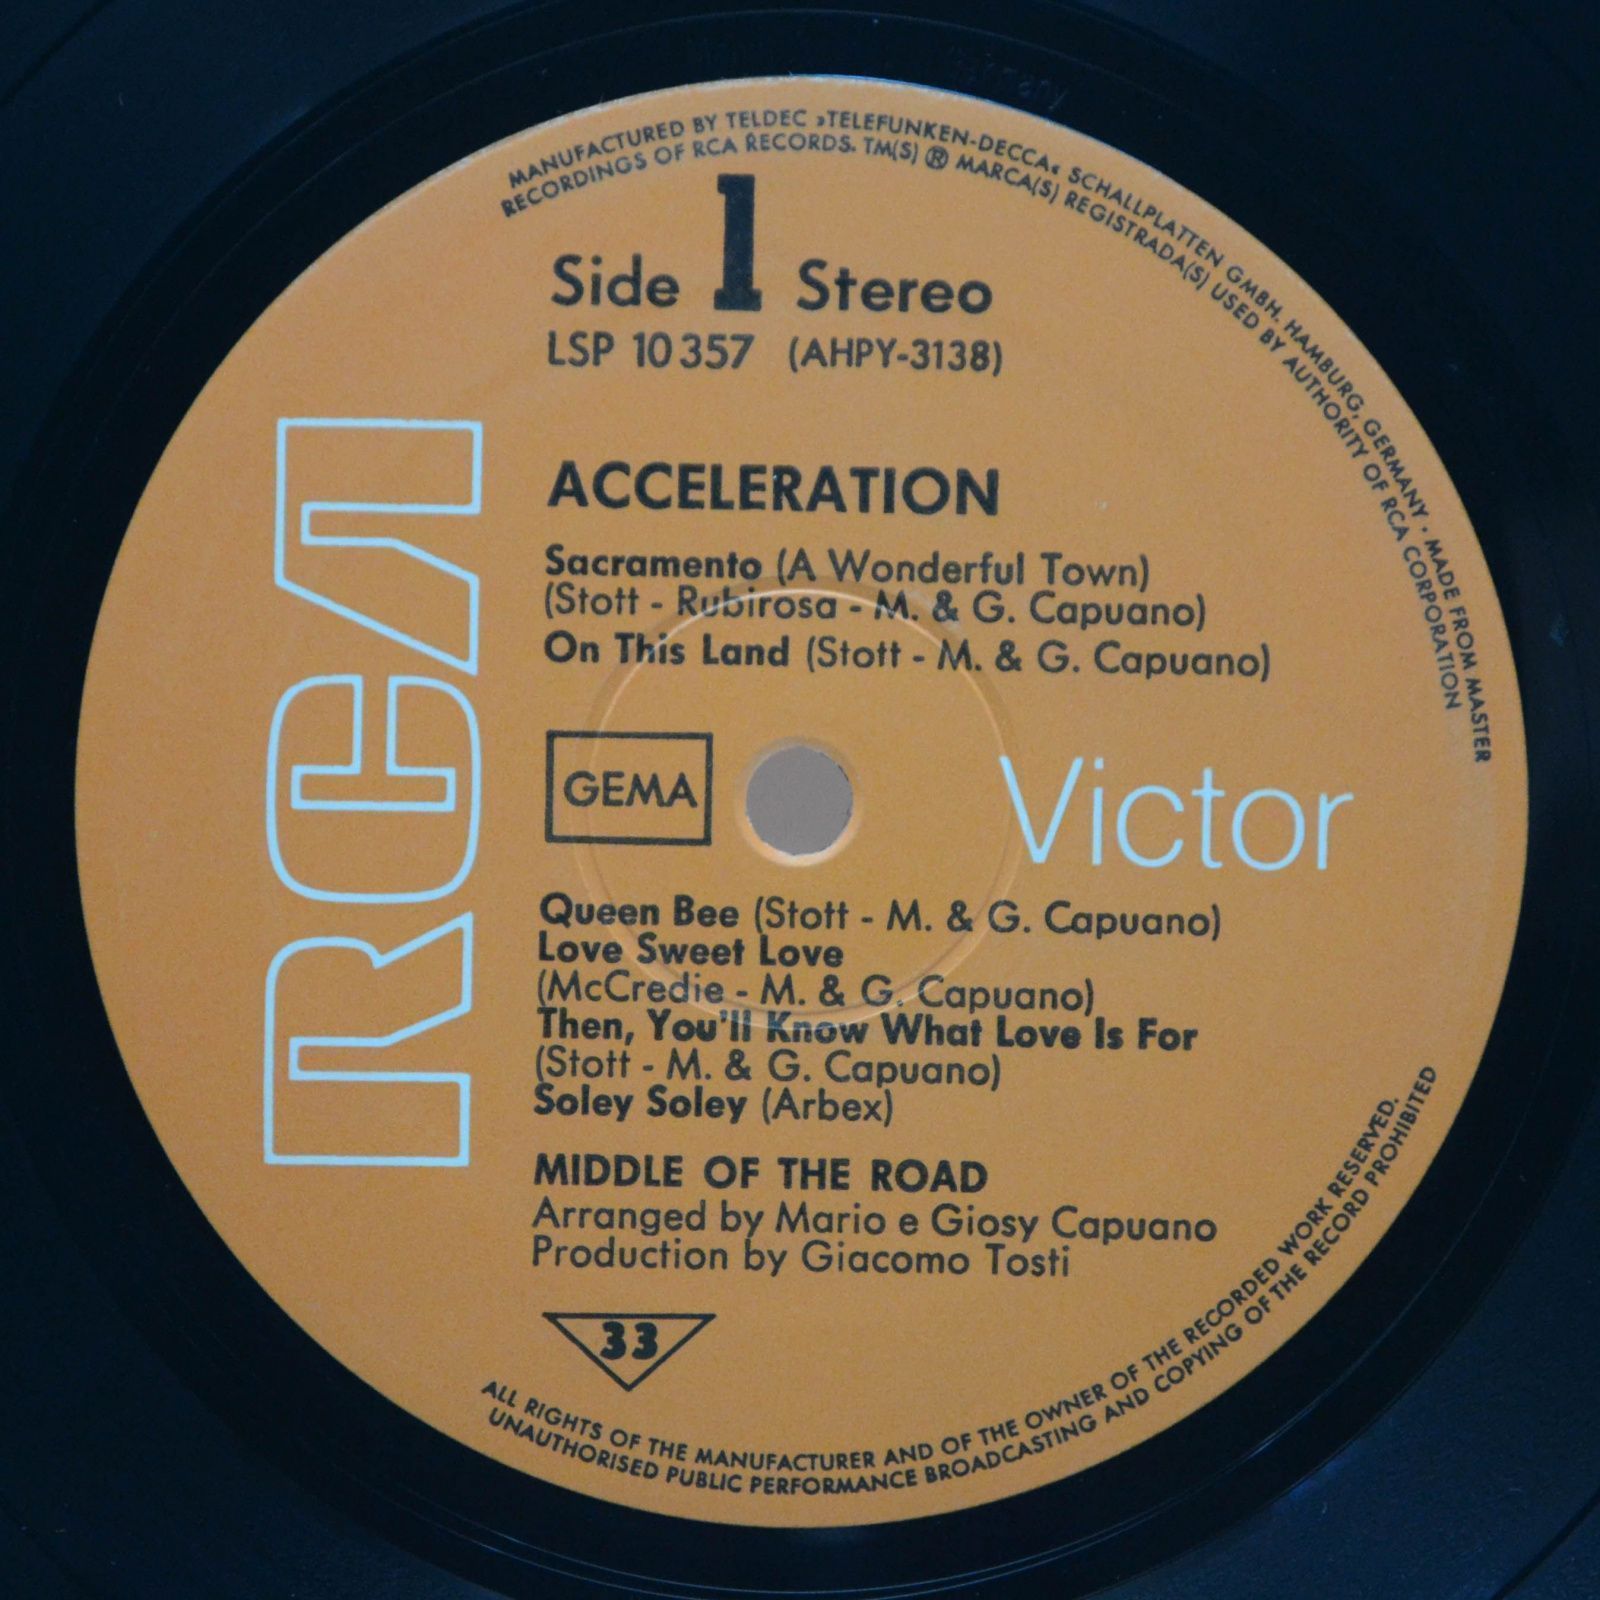 MANUFACTURED BY TELDEC »TELEFUNKEN-DECCA« SCHALLPLATTEN GMBH. HAMBURG, GERMANY · MADE FROM MASTER
RECORDINGS OF RCA RECORDS. TM(S) ® MARCA(S) REGISTRADA(S) USED BY AUTHORITY OF RCA CORPORATION
Side 1 Stereo
LSP 10357 (AHPY-3138)
RCA
ACCELERATION
Sacramento (A Wonderful Town)
(Stott - Rubirosa - M. & G. Capuano)
On This Land (Stott - M. & G. Capuano)
GEMA
Victor
Queen Bee (Stott - M. & G. Capuano)
Love Sweet Love
(McCredie - M. & G. Capuano)
Then, You'll Know What Love Is For
(Stott - M. & G. Capuano)
Soley Soley (Arbex)
MIDDLE OF THE ROAD
Arranged by Mario e Giosy Capuano
Production by Giacomo Tosti
33
ALL RIGHTS OF THE MANUFACTURER AND OF THE OWNER OF THE RECORDED WORK RESERVED.
UNAUTHORISED PUBLIC PERFORMANCE BROADCASTING AND COPYING OF THE RECORD PROHIBITED